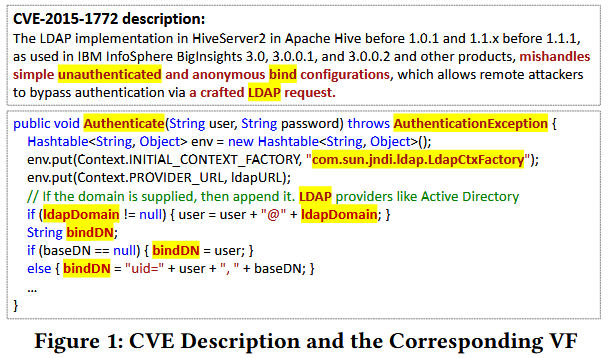 CVE-2015-1772 description:
The LDAP implementation in HiveServer2 in Apache Hive before 1.0.1 and 1.1.x before 1.1.1,
as used in IBM InfoSphere BigInsights 3.0, 3.0.0.1, and 3.0.0.2 and other products, mishandles
simple unauthenticated and anonymous bind configurations, which allows remote attackers
to bypass authentication via a crafted LDAP request.
public void Authenticate(String user, String password) throws AuthenticationException {
Hashtable<String, Object> env = new Hashtable<String, Object>();
env.put(Context.INITIAL_CONTEXT_FACTORY, "com.sun.jndi.ldap.LdapCtxFactory");
env.put(Context.PROVIDER_URL, ldapURL);
// If the domain is supplied, then append it. LDAP providers like Active Directory
if (ldapDomain != null) { user = user + "@" + ldapDomain; }
String bindDN;
if (baseDN == null) { bindDN = user; }
else { bindDN = "uid=" + user + ", " + baseDN; }
…
}
Figure 1: CVE Description and the Corresponding VF